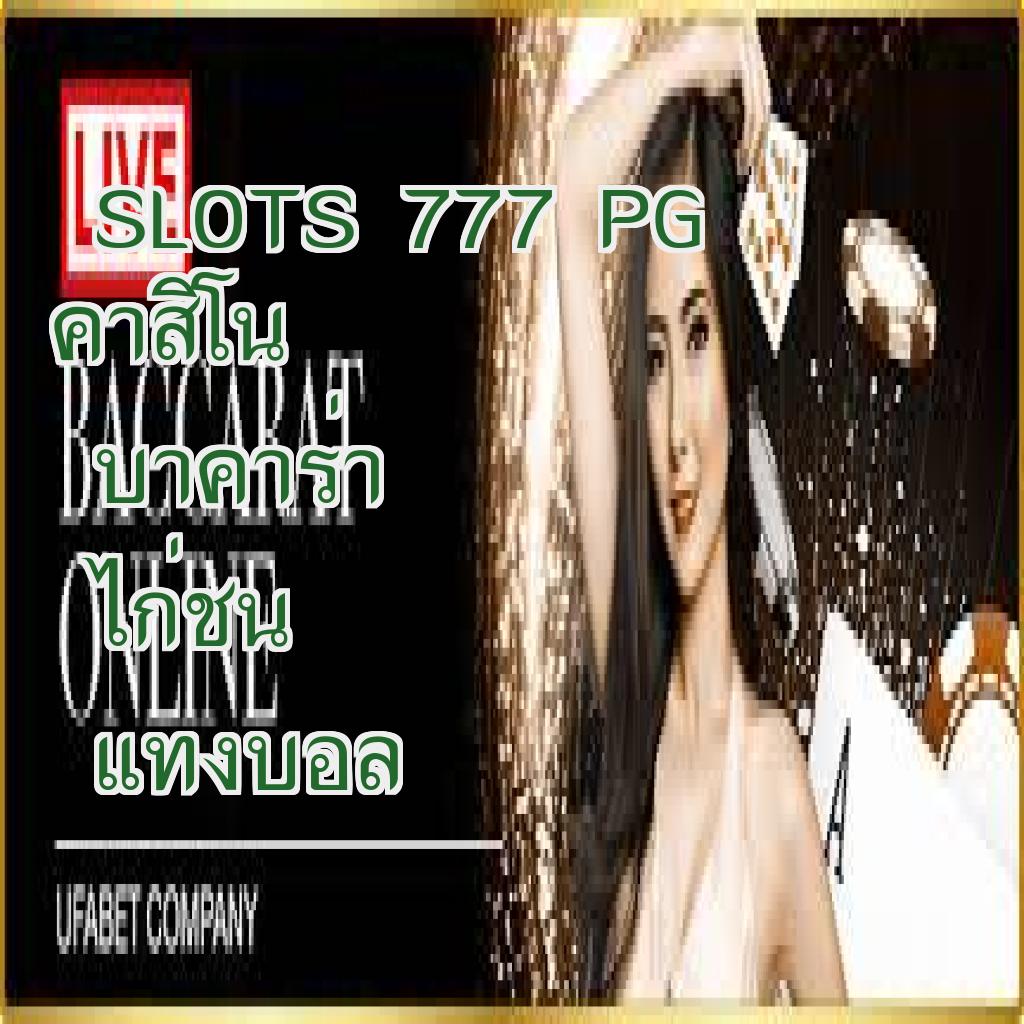 LIVE
SLOTS 777 PG
คาสิโน
BACCARAT
บาคาร่า
ไก่ชน
ONLINE
แทงบอล
UFABET COMPANY
A